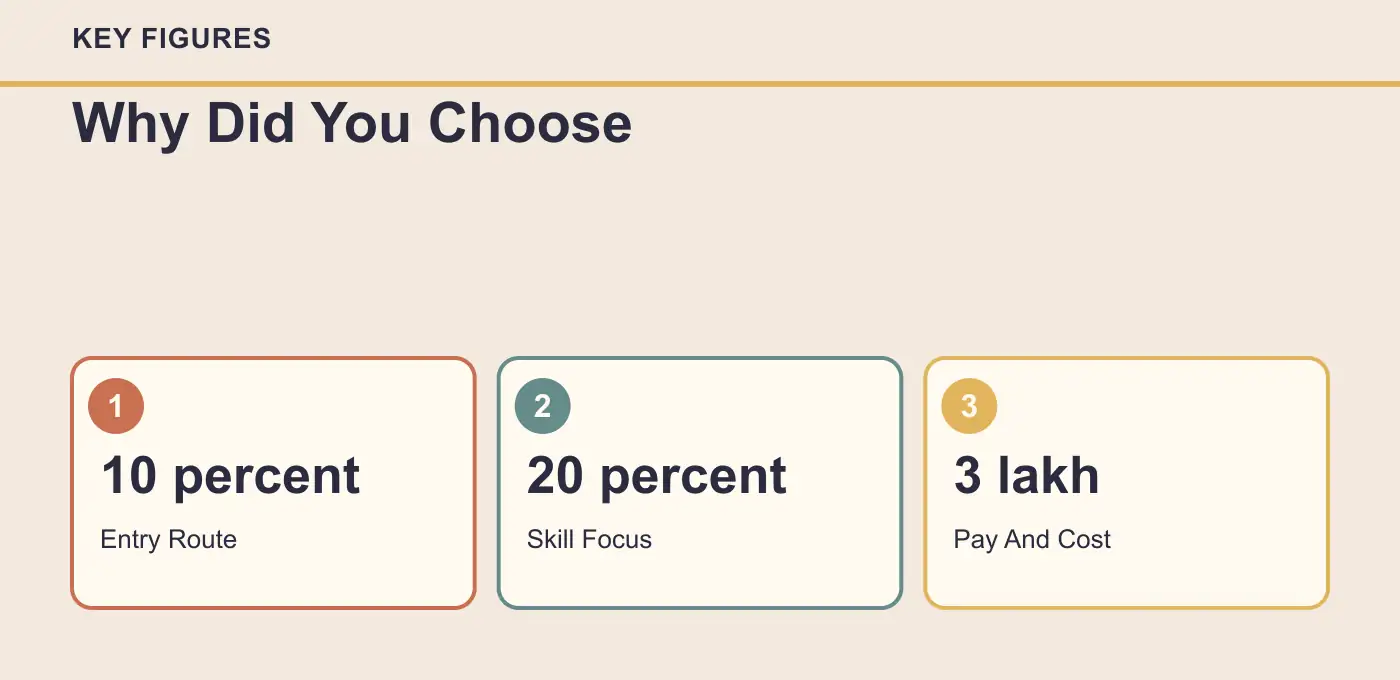 KEY FIGURES
Why Did You Choose
1
10 percent
Entry Route
2
20 percent
Skill Focus
3
3 lakh
Pay And Cost